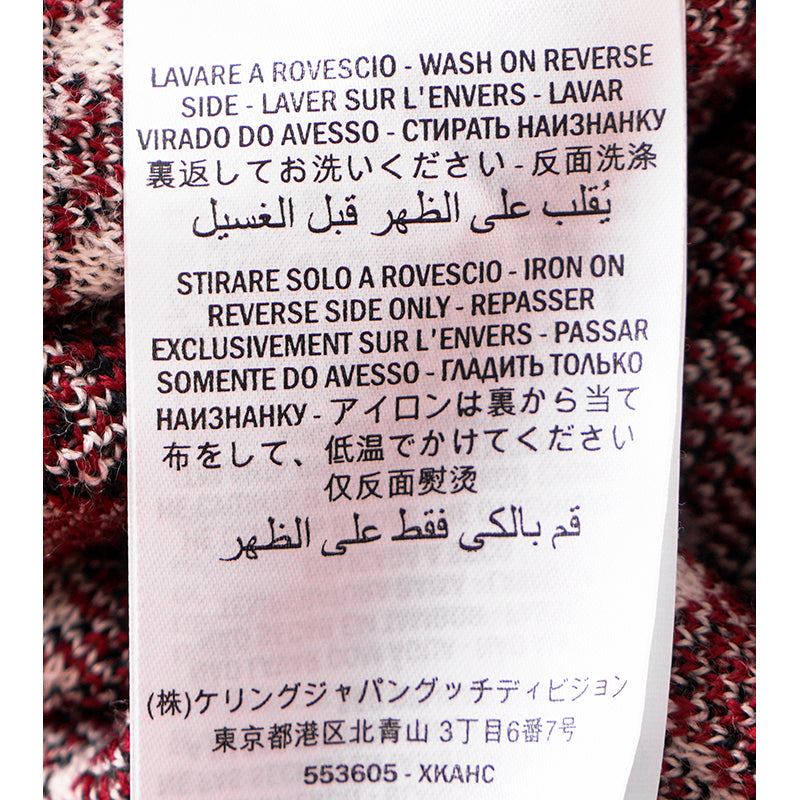 LAVARE A ROVESCIO - WASH ON REVERSE
SIDE - LAVER SUR L'ENVERS - LAVAR
VIRADO DO AVESSO - СТИРАТЬ НАИЗНАНКУ
裏返してお洗いください - 反面洗涤
يُقلب على الظهر قبل الغسيل
STIRARE SOLO A ROVESCIO - IRON ON
REVERSE SIDE ONLY - REPASSER
EXCLUSIVEMENT SUR L'ENVERS - PASSAR
SOMENTE DO AVESSO - ГЛАДИТЬ ТОЛЬКО
НАИЗНАНКУ - アイロンは裏から当て
布をして、低温でかけてください
仅反面熨烫
قم بالكي فقط على الظهر
(株)ケリングジャパングッチディビジョン
東京都港区北青山 3丁目6番7号
553605 - XKAHC